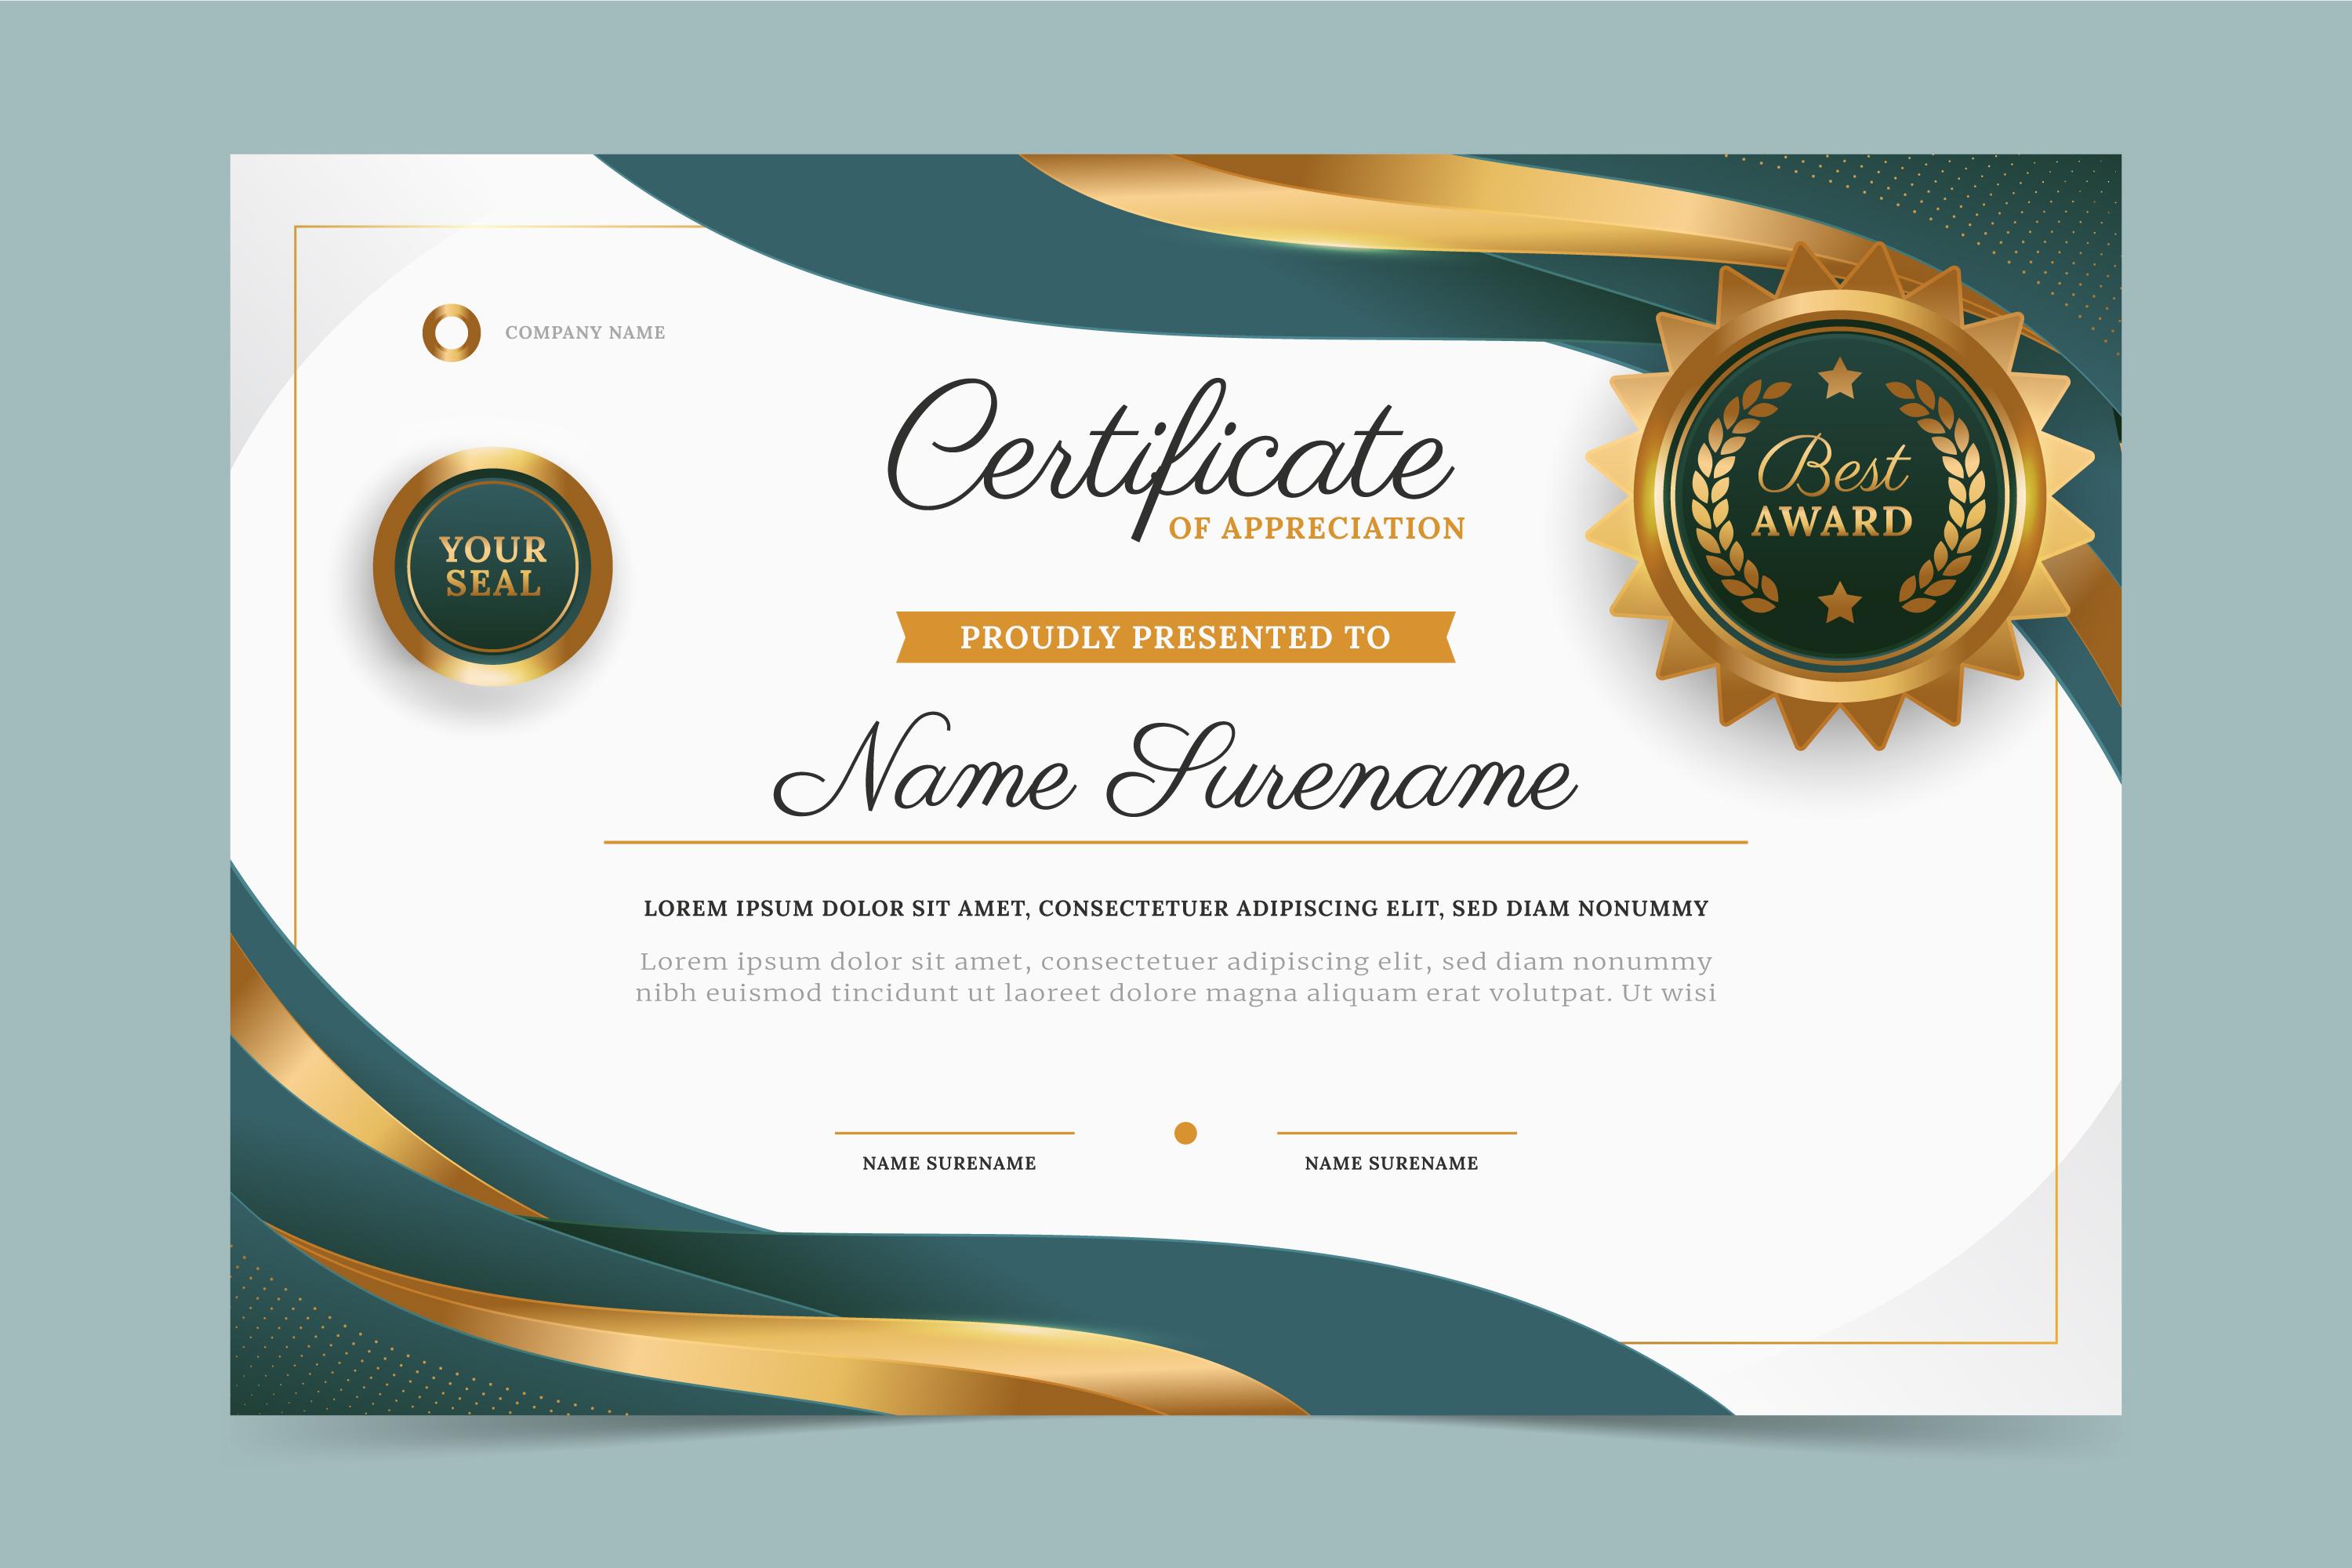 COMPANY NAME
Certificate
OF APPRECIATION
Best
AWARD
YOUR
SEAL
PROUDLY PRESENTED TO
Name Surename
LOREM IPSUM DOLOR SIT AMET, CONSECTETUER ADIPISCING ELIT, SED DIAM NONUMMY
Lorem ipsum dolor sit amet, consectetuer adipiscing elit, sed diam nonummy
nibh euismod tincidunt ut laoreet dolore magna aliquam erat volutpat. Ut wisi
NAME SURENAME
NAME SURENAME